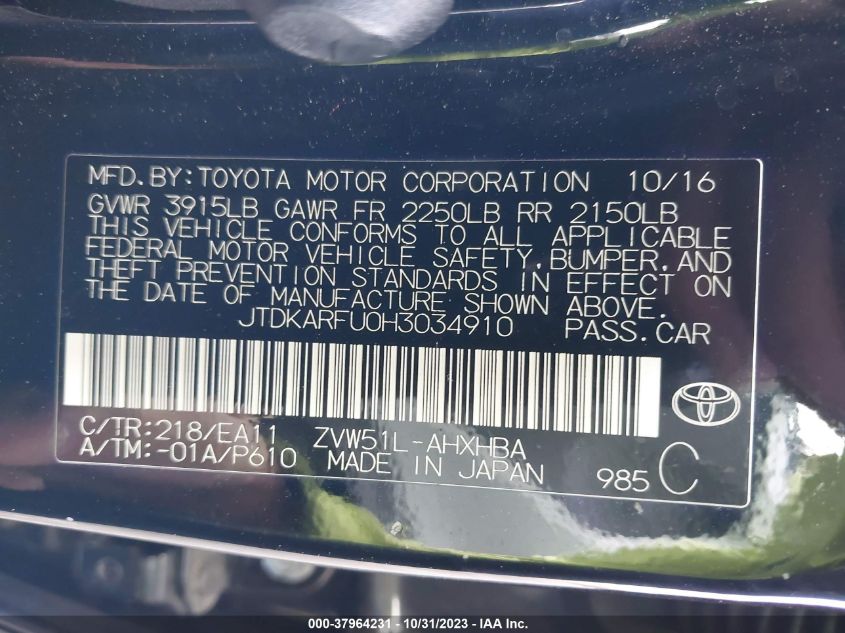 MFD.BY:TOYOTA MOTOR CORPORATION 10/16
GVWR 3915LB GAWR FR 2250LB RR 2150LB
THIS VEHICLE CONFORMS TO ALL APPLICABLE
FEDERAL MOTOR VEHICLE SAFETY,BUMPER,AND
THEFT PREVENTION STANDARDS IN EFFECT ON
THE DATE OF MANUFACTURE SHOWN ABOVE.
JTDKARFU0H3034910 PASS.CAR
C/TR:218/EA11 ZVW51L-AHXHBA
A/TM:-01A/P610 MADE IN JAPAN 985 C
000-37964231 - 10/31/2023 - IAA Inc.